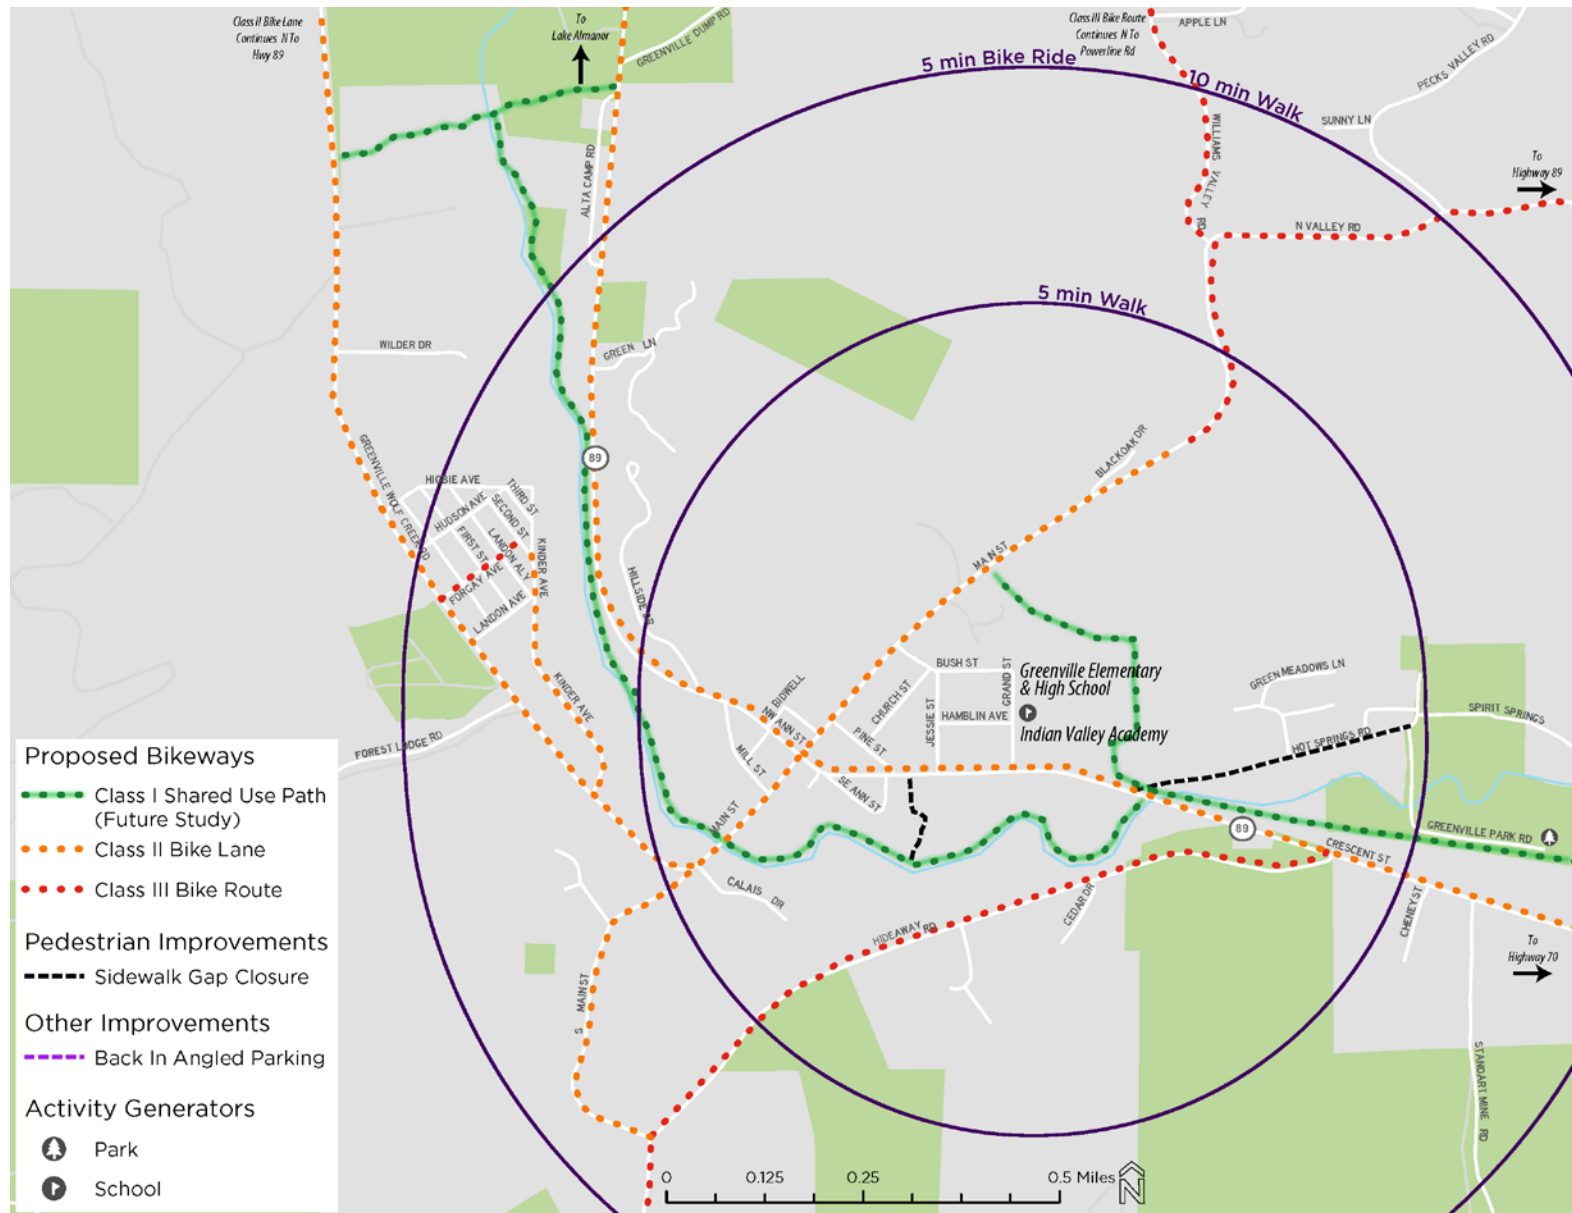 Class II Bike Lane
Continues N To
Hwy 89
To
Lake Almanor
GREENVILLE DUMP RD
Class III Bike Route
Continues N To
Powerline Rd
APPLE LN
PECKS VALLEY RD
SUNNY LN
5 min Bike Ride
10 min Walk
WILLIAMS VALLEY RD
To
Highway 89
N VALLEY RD
ALTA CAMP RD
5 min Walk
WILDER DR
GREEN LN
89
BLACKOAK DR
GREENVILLE WOLF CREEK RD
HIGBIE AVE
HUDSON AVE
THIRD ST
SECOND ST
FIRST ST
LANDON ALY
FORGAY AVE
LANDON AVE
KINDER AVE
KINDER AVE
HILLSIDE DR
MAIN ST
BUSH ST
GRAND ST
Greenville Elementary
& High School
Indian Valley Academy
CHURCH ST
JESSIE ST
HAMBLIN AVE
PINE ST
BIDWELL
NW ANN ST
MILL ST
SE ANN ST
MAIN ST
GREEN MEADOWS LN
HOT SPRINGS RD
SPIRIT SPRINGS
FOREST LODGE RD
89
GREENVILLE PARK RD
CRESCENT ST
CALAIS DR
CEDAR DR
HIDEAWAY RD
CHENEY ST
S MAIN ST
To
Highway 70
STANDART MINE RD
Proposed Bikeways
Class I Shared Use Path
(Future Study)
Class II Bike Lane
Class III Bike Route
Pedestrian Improvements
Sidewalk Gap Closure
Other Improvements
Back In Angled Parking
Activity Generators
Park
School
0 0.125 0.25 0.5 Miles
N